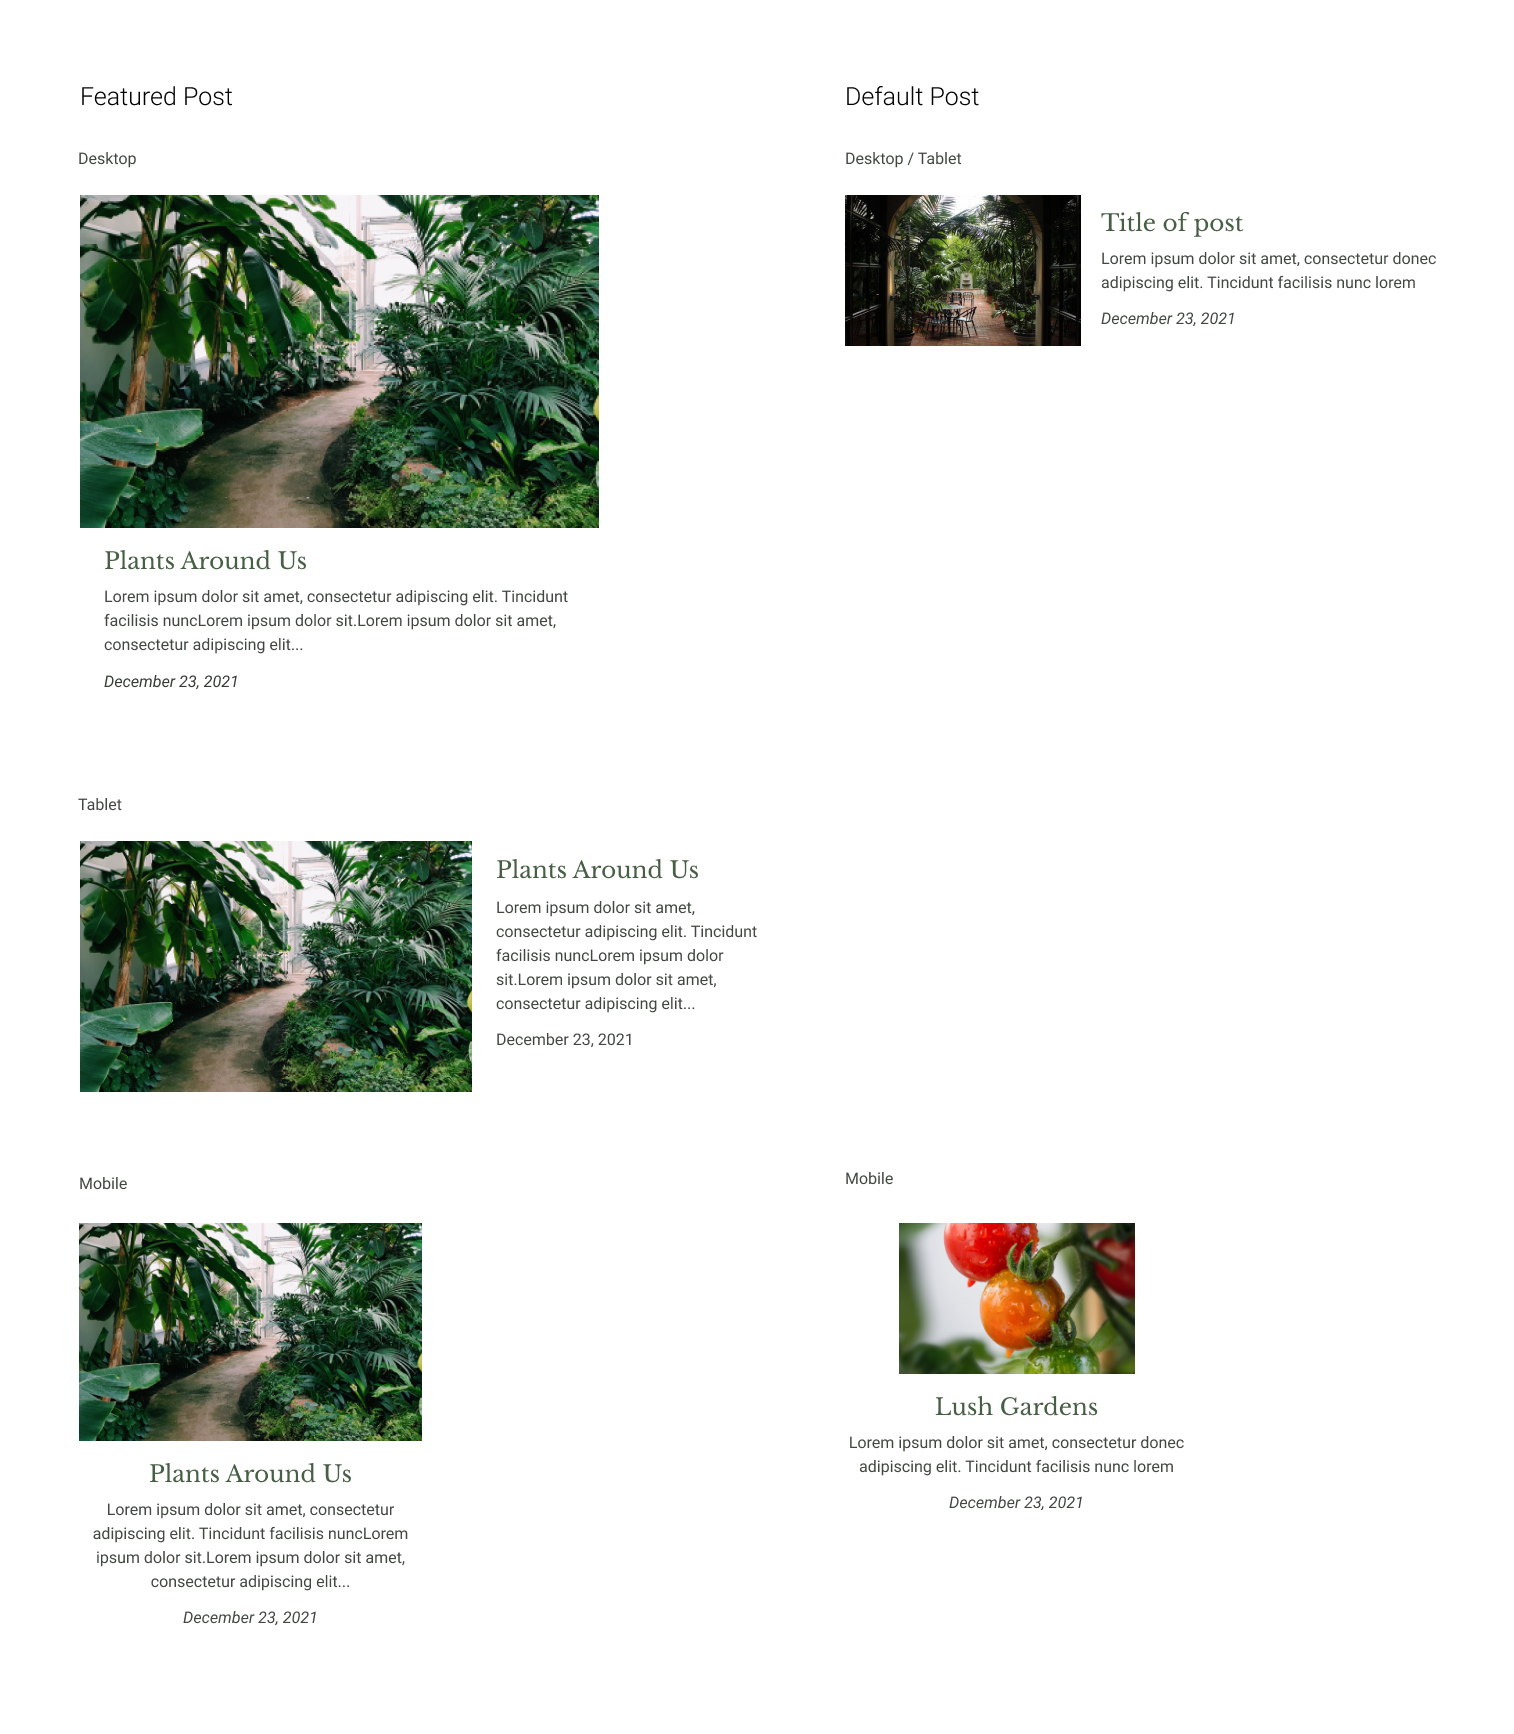 Featured Post
Desktop
Plants Around Us
Lorem ipsum dolor sit amet, consectetur adipiscing elit. Tincidunt
facilisis nuncLorem ipsum dolor sit.Lorem ipsum dolor sit amet,
consectetur adipiscing elit...
December 23, 2021
Tablet
Plants Around Us
Lorem ipsum dolor sit amet,
consectetur adipiscing elit. Tincidunt
facilisis nuncLorem ipsum dolor
sit.Lorem ipsum dolor sit amet,
consectetur adipiscing elit...
December 23, 2021
Mobile
Plants Around Us
Lorem ipsum dolor sit amet, consectetur
adipiscing elit. Tincidunt facilisis nuncLorem
ipsum dolor sit.Lorem ipsum dolor sit amet,
consectetur adipiscing elit...
December 23, 2021
Default Post
Desktop / Tablet
Title of post
Lorem ipsum dolor sit amet, consectetur donec
adipiscing elit. Tincidunt facilisis nunc lorem
December 23, 2021
Mobile
Lush Gardens
Lorem ipsum dolor sit amet, consectetur donec
adipiscing elit. Tincidunt facilisis nunc lorem
December 23, 2021